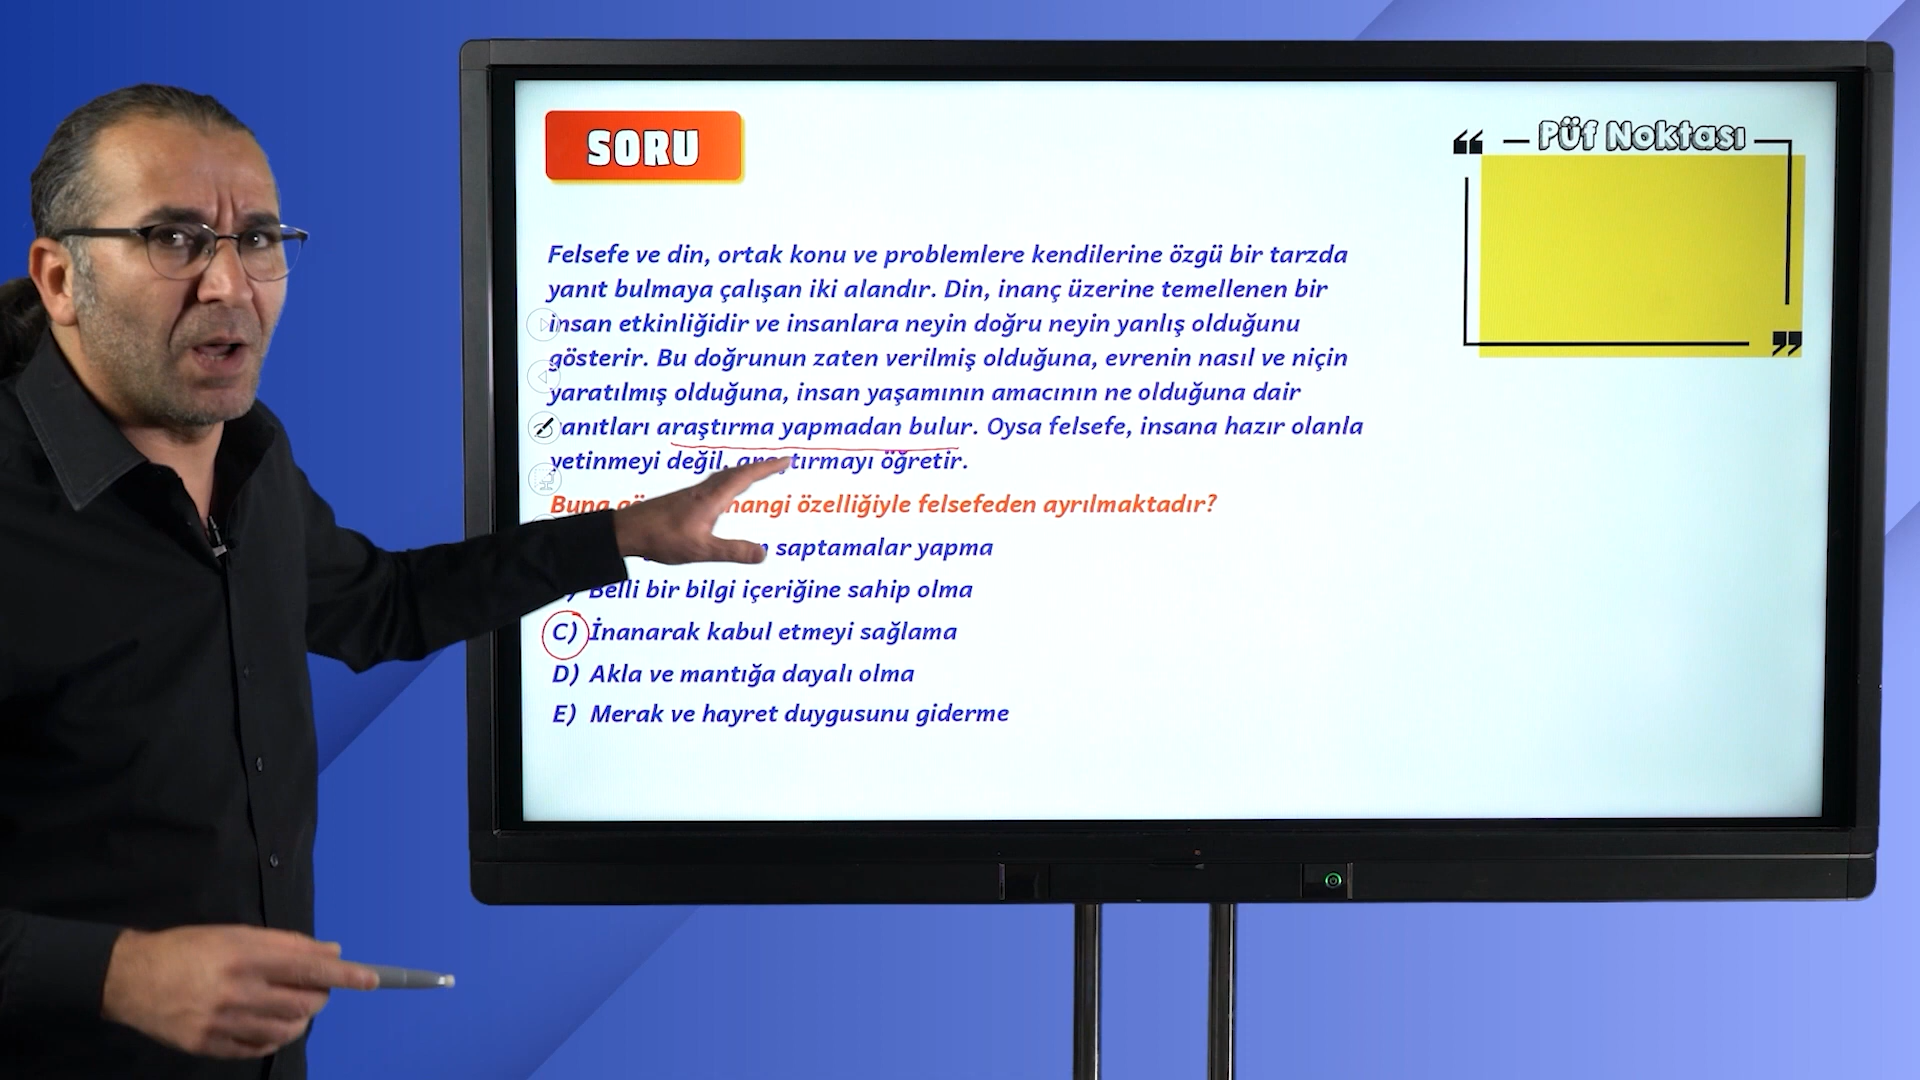 SORU
Püf Noktası
Felsefe ve din, ortak konu ve problemlere kendilerine özgü bir tarzda
yanıt bulmaya çalışan iki alandır. Din, inanç üzerine temellenen bir
insan etkinliğidir ve insanlara neyin doğru neyin yanlış olduğunu
gösterir. Bu doğrunun zaten verilmiş olduğuna, evrenin nasıl ve niçin
yaratılmış olduğuna, insan yaşamının amacının ne olduğuna dair
yanıtları araştırma yapmadan bulur. Oysa felsefe, insana hazır olanla
yetinmeyi değil, araştırmayı öğretir.
Buna hangi özelliğiyle felsefeden ayrılmaktadır?
saptamalar yapma
Belli bir bilgi içeriğine sahip olma
C) İnanarak kabul etmeyi sağlama
D) Akla ve mantığa dayalı olma
E) Merak ve hayret duygusunu giderme